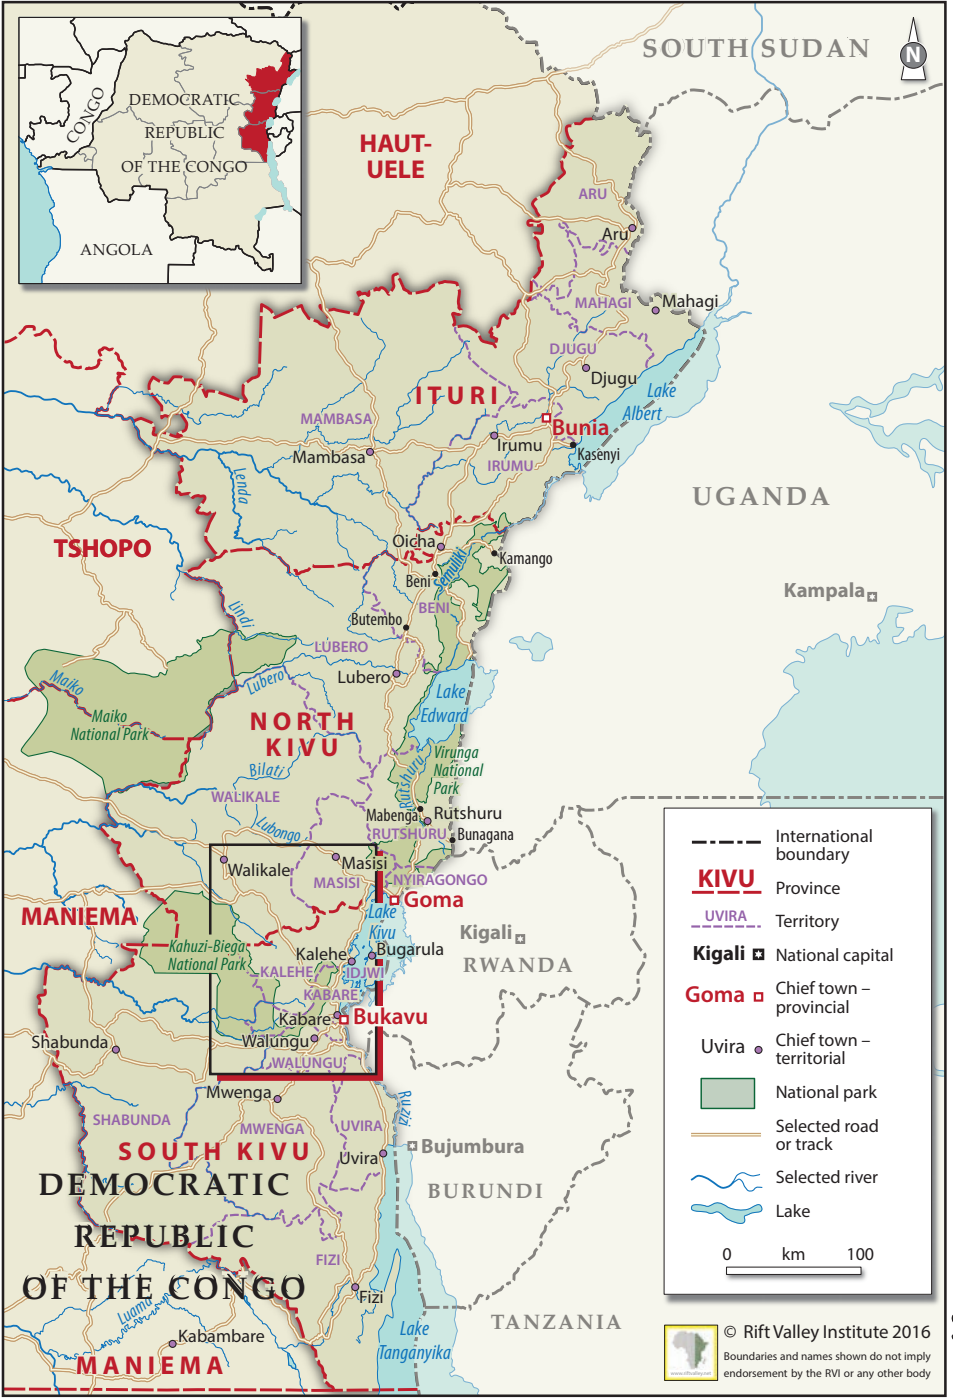 SOUTH SUDAN
N
CONGO
DEMOCRATIC
REPUBLIC
OF THE CONGO
ANGOLA
HAUT-
UELE
ARU
Aru
MAHAGI
Mahagi
DJUGU
Djugu
Lake
Albert
ITURI
MAMBASA
Bunia
Irumu
Kasenyi
Mambasa
IRUMU
Lenda
UGANDA
TSHOPO
Oicha
Kamango
Beni
Semuliki
Kampala
BENI
Lindi
Butembo
LUBERO
Lubero
Lubero
Maiko
Maiko
National Park
Lake
Edward
NORTH
KIVU
Virunga
National
Park
Bilati
Rutshuru
WALIKALE
Mabenga
Rutshuru
Lubongo
RUTSHURU
Bunagana
Walikale
Masisi
MASISI
NYIRAGONGO
Goma
MANIEMA
Lake
Kivu
Kigali
Kahuzi-Biega
National Park
Kalehe
Bugarula
RWANDA
KALEHE
IDJWI
KABARE
Kabare
Bukavu
Shabunda
Walungu
WALUNGU
Mwenga
Ruzizi
SHABUNDA
MWENGA
UVIRA
SOUTH KIVU
Uvira
Bujumbura
DEMOCRATIC
REPUBLIC
OF THE CONGO
BURUNDI
FIZI
Fizi
Luama
Kabambare
MANIEMA
Lake
Tanganyika
TANZANIA
International
boundary
KIVU Province
UVIRA Territory
Kigali National capital
Goma Chief town –
provincial
Uvira Chief town –
territorial
National park
Selected road
or track
Selected river
Lake
0 km 100
© Rift Valley Institute 2016
Boundaries and names shown do not imply
endorsement by the RVI or any other body
www.riftvalley.net